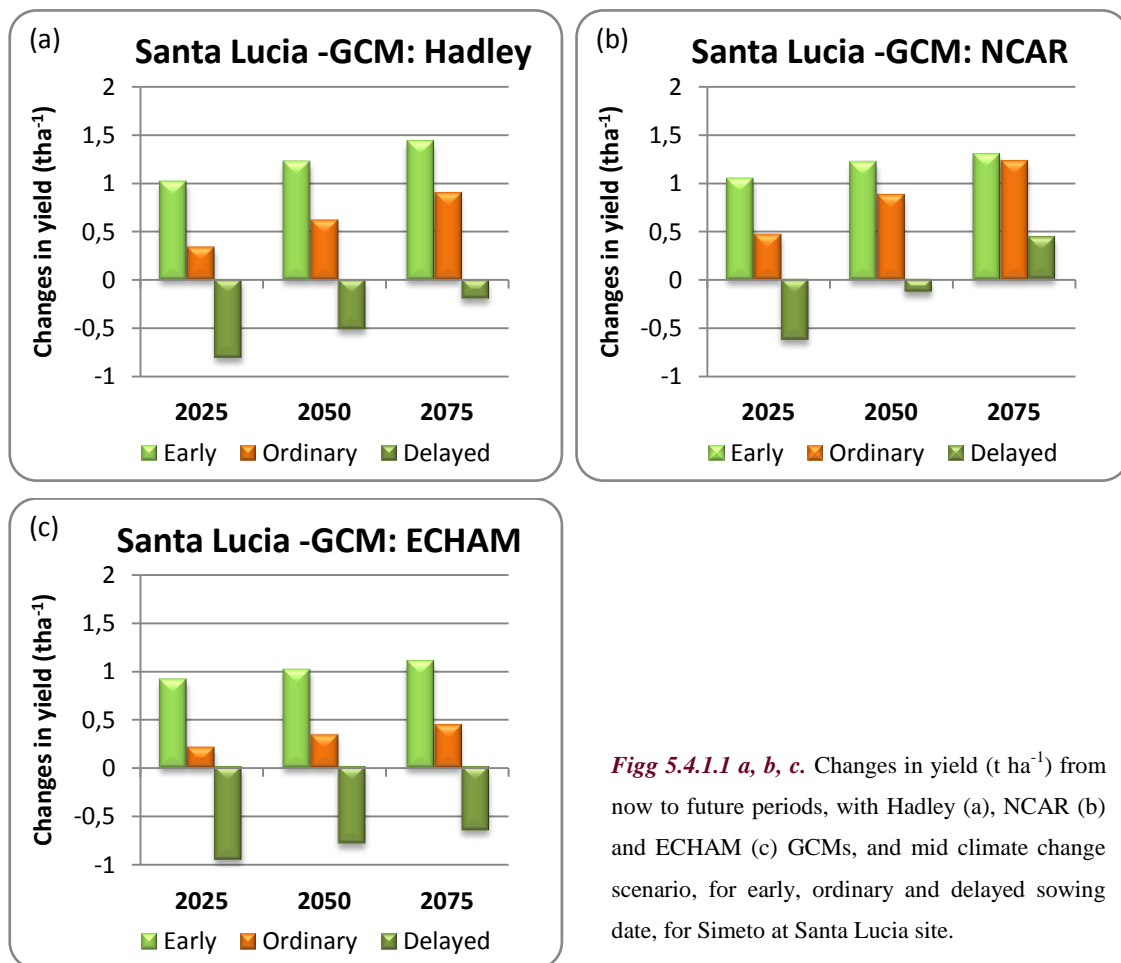 (a)
Santa Lucia -GCM: Hadley
Changes in yield (tha⁻¹)
2
1,5
1
0,5
0
-0,5
-1
2025 2050 2075
Early Ordinary Delayed
(b)
Santa Lucia -GCM: NCAR
Changes in yield (tha⁻¹)
2
1,5
1
0,5
0
-0,5
-1
2025 2050 2075
Early Ordinary Delayed
(c)
Santa Lucia -GCM: ECHAM
Changes in yield (tha⁻¹)
2
1,5
1
0,5
0
-0,5
-1
2025 2050 2075
Early Ordinary Delayed
Figg 5.4.1.1 a, b, c. Changes in yield (t ha⁻¹) from
now to future periods, with Hadley (a), NCAR (b)
and ECHAM (c) GCMs, and mid climate change
scenario, for early, ordinary and delayed sowing
date, for Simeto at Santa Lucia site.